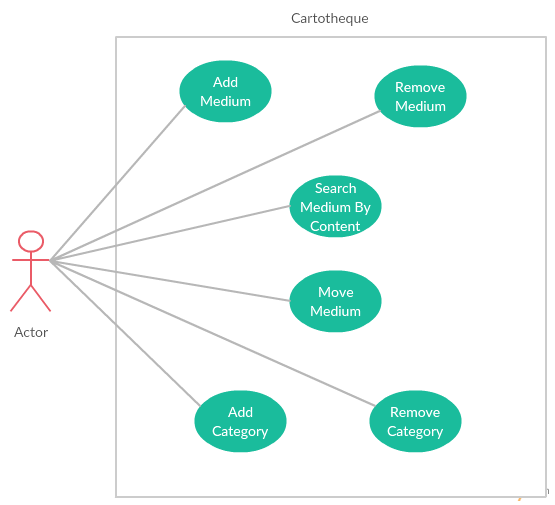 Cartotheque
Add
Medium
Remove
Medium
Search
Medium By
Content
Move
Medium
Actor
Add
Category
Remove
Category